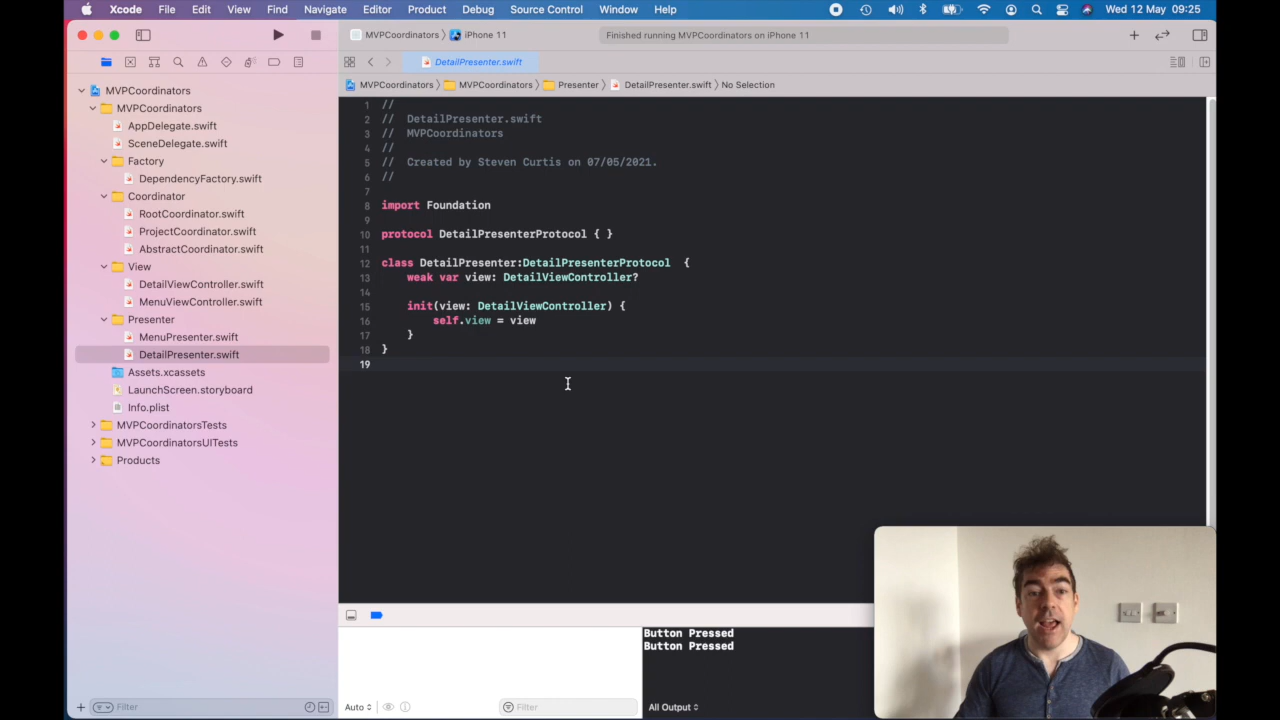 Xcode File Edit View Find Navigate Editor Product Debug Source Control Window Help Wed 12 May 09:25
MVPCoordinators iPhone 11 Finished running MVPCoordinators on iPhone 11
DetailPresenter.swift
MVPCoordinators MVPCoordinators Presenter DetailPresenter.swift No Selection
MVPCoordinators
MVPCoordinators
AppDelegate.swift
SceneDelegate.swift
Factory
DependencyFactory.swift
Coordinator
RootCoordinator.swift
ProjectCoordinator.swift
AbstractCoordinator.swift
View
DetailViewController.swift
MenuViewController.swift
Presenter
MenuPresenter.swift
DetailPresenter.swift
Assets.xcassets
LaunchScreen.storyboard
Info.plist
MVPCoordinatorsTests
MVPCoordinatorsUITests
Products
Filter
1 //
2 // DetailPresenter.swift
3 // MVPCoordinators
4 //
5 // Created by Steven Curtis on 07/05/2021.
6 //
7
8 import Foundation
9
10 protocol DetailPresenterProtocol { }
11
12 class DetailPresenter:DetailPresenterProtocol {
13 weak var view: DetailViewController?
14
15 init(view: DetailViewController) {
16 self.view = view
17 }
18 }
19
Button Pressed
Button Pressed
Auto Filter All Output